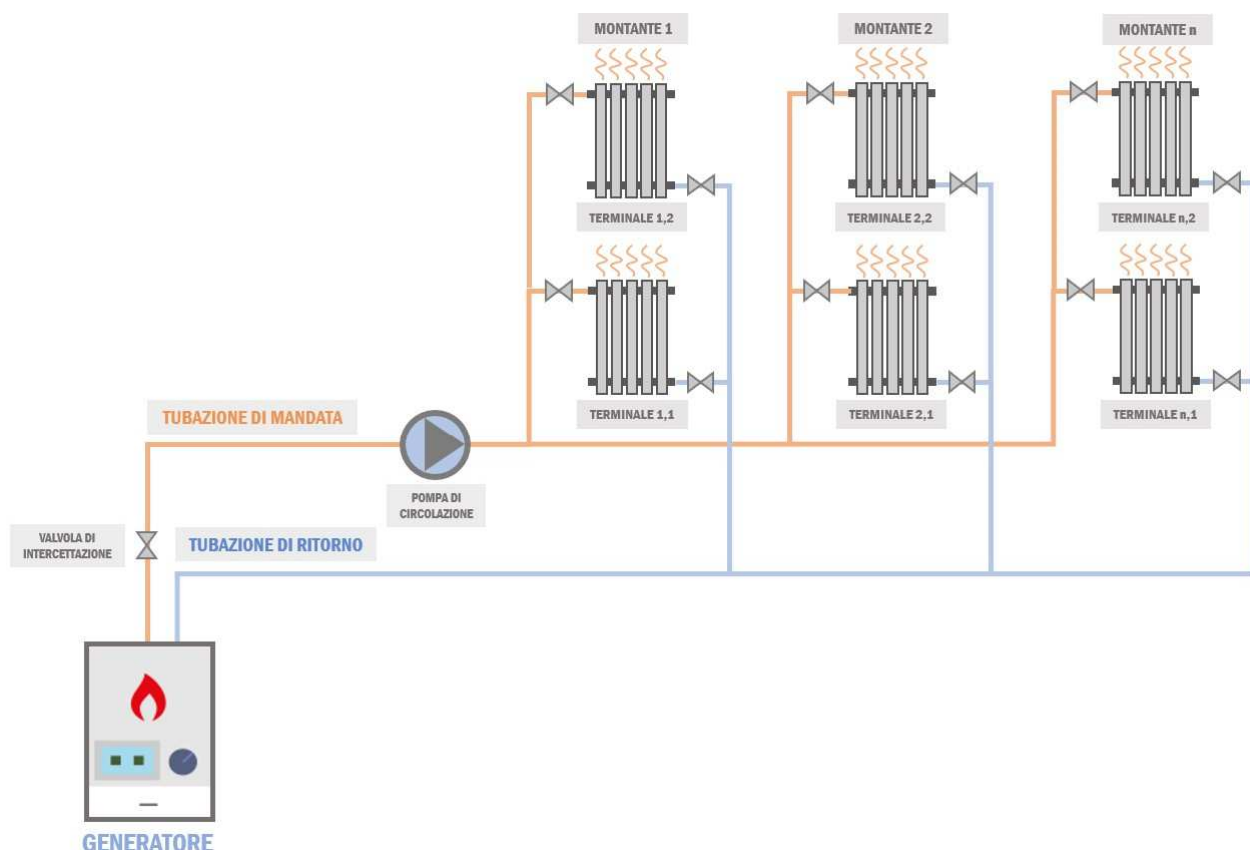 MONTANTE 1
MONTANTE 2
MONTANTE n
TERMINALE 1,2
TERMINALE 2,2
TERMINALE n,2
TERMINALE 1,1
TERMINALE 2,1
TERMINALE n,1
TUBAZIONE DI MANDATA
POMPA DI
CIRCOLAZIONE
VALVOLA DI
INTERCETTAZIONE
TUBAZIONE DI RITORNO
GENERATORE